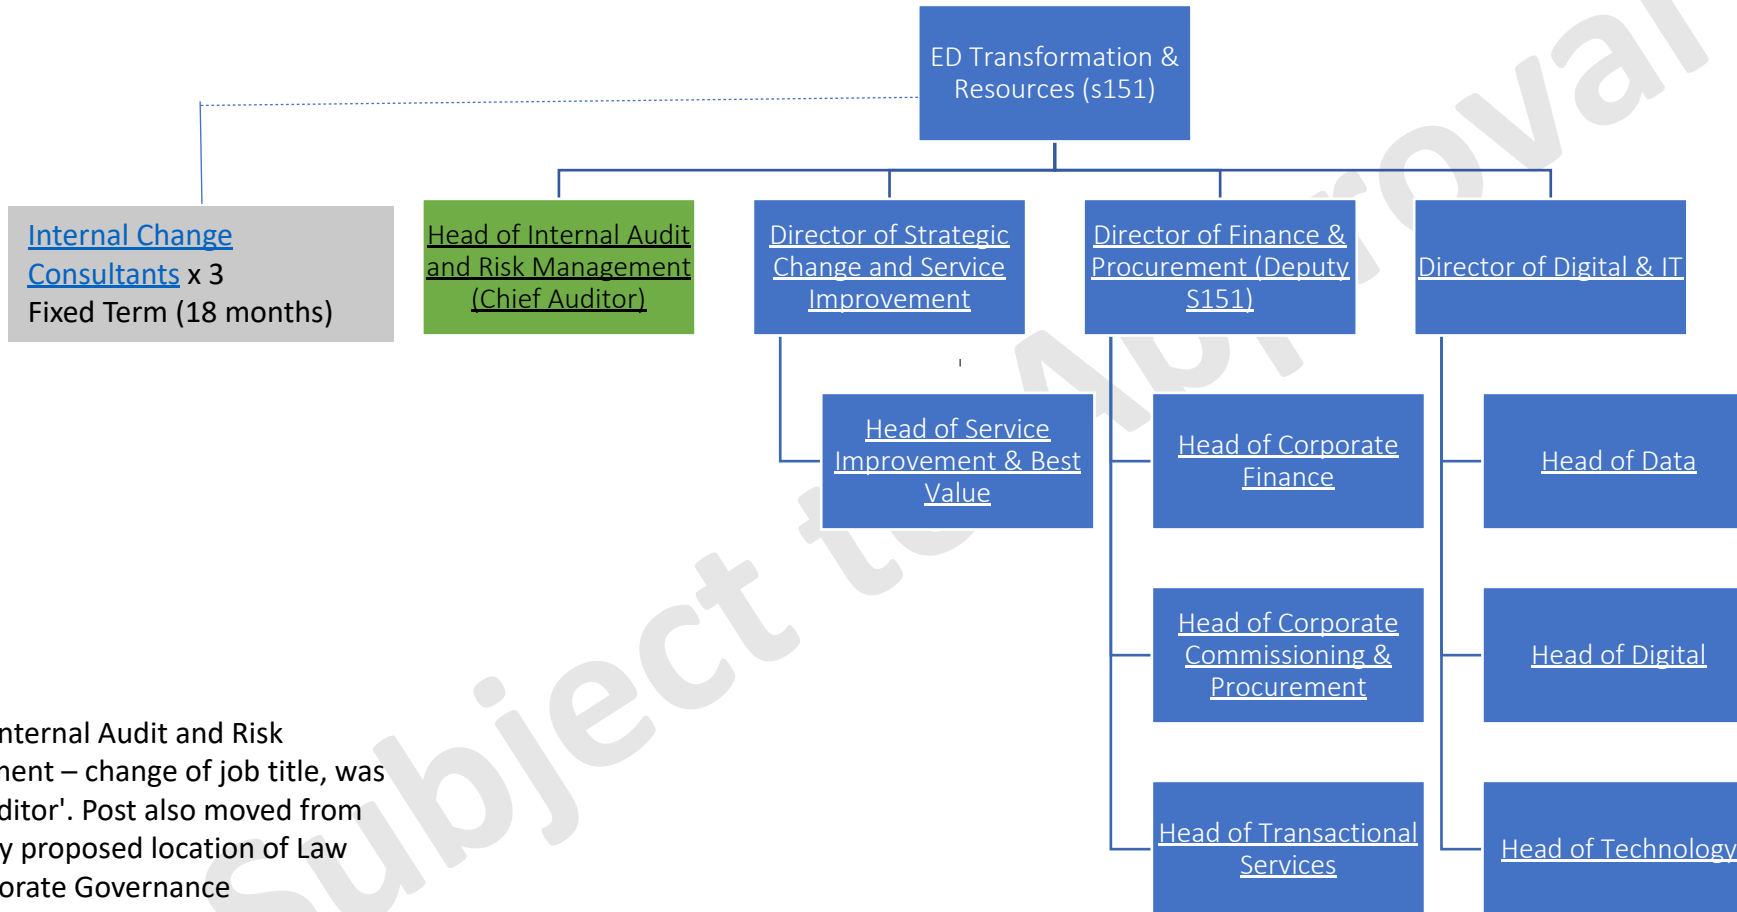 ED Transformation &
Resources (s151)
Internal Change
Consultants x 3
Fixed Term (18 months)
Head of Internal Audit
and Risk Management
(Chief Auditor)
Director of Strategic
Change and Service
Improvement
Director of Finance &
Procurement (Deputy
S151)
Director of Digital & IT
Head of Service
Improvement & Best
Value
Head of Corporate
Finance
Head of Data
Head of Corporate
Commissioning &
Procurement
Head of Digital
Head of Transactional
Services
Head of Technology
nternal Audit and Risk
ment – change of job title, was
ditor'. Post also moved from
y proposed location of Law
orate Governance
Subject to Approval